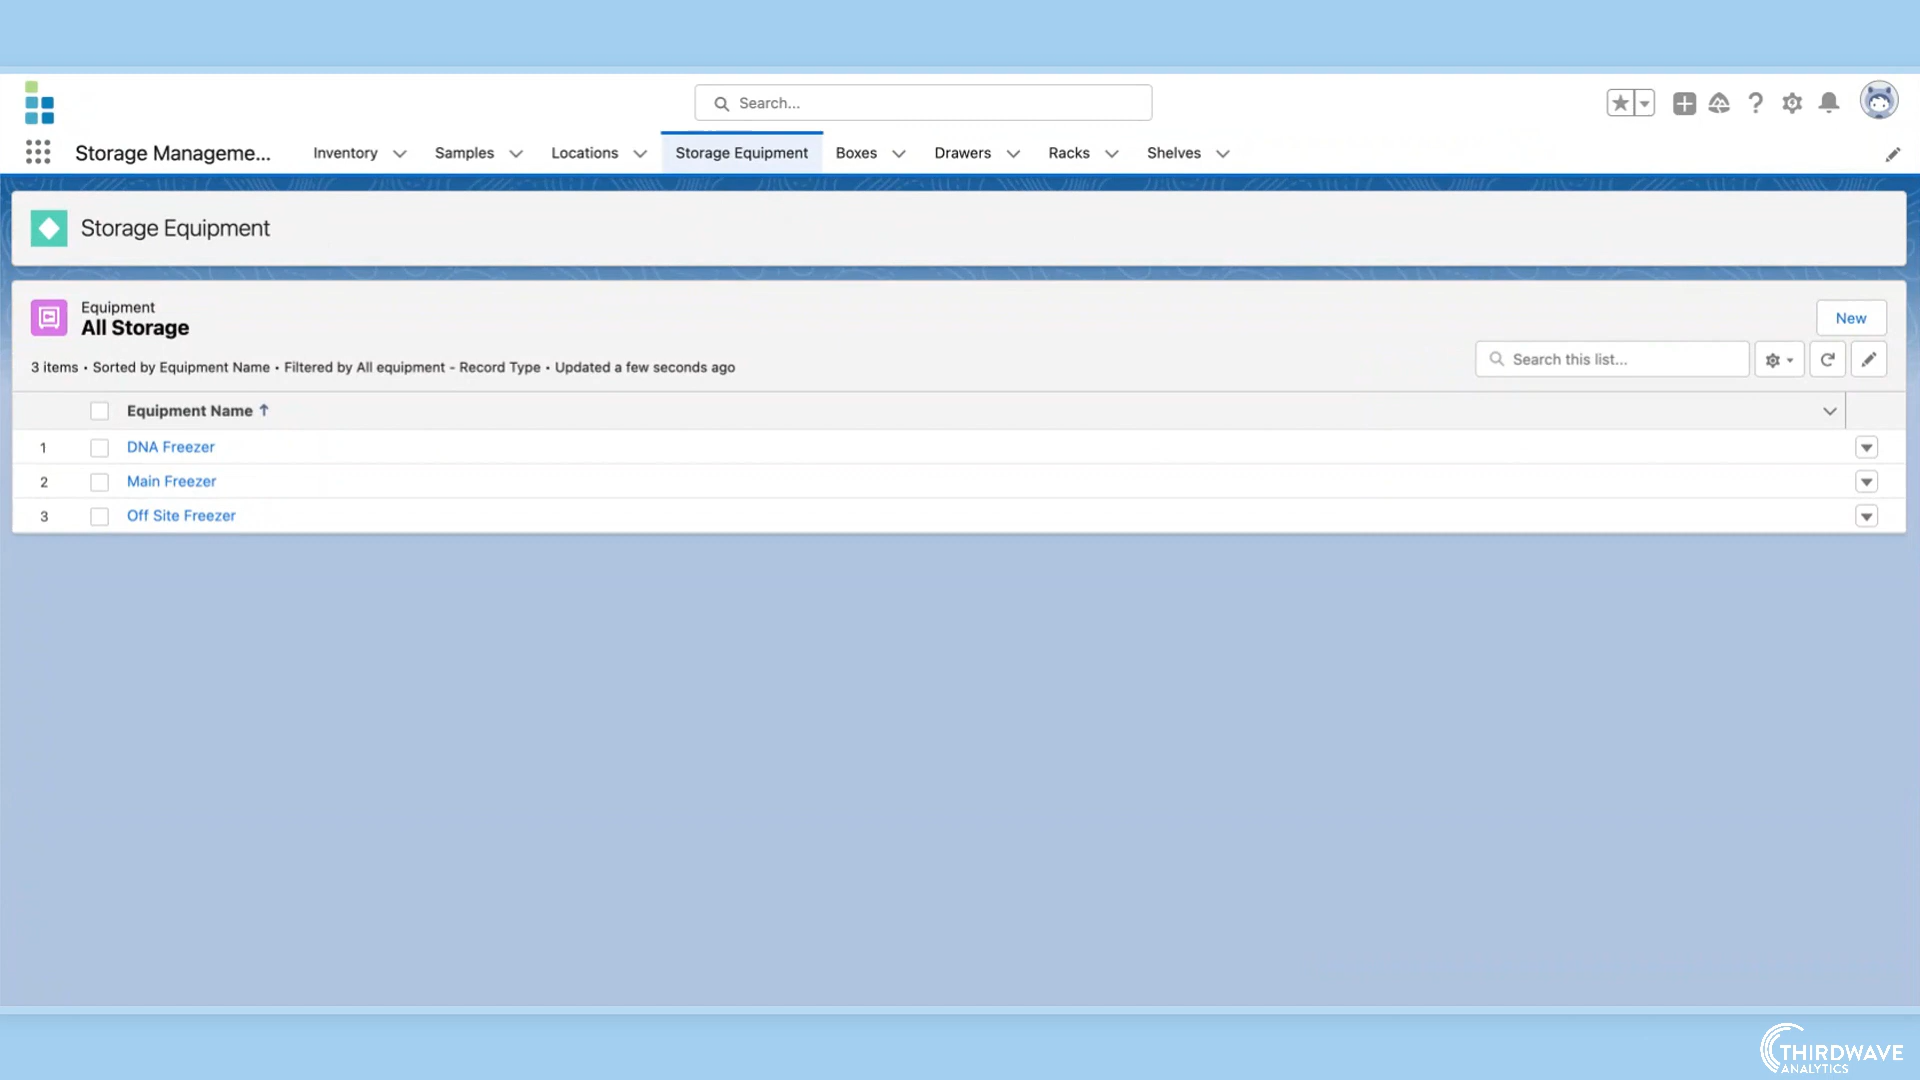 Search...
Storage Manageme...
Inventory
Samples
Locations
Storage Equipment
Boxes
Drawers
Racks
Shelves
Storage Equipment
Equipment
All Storage
New
3 items • Sorted by Equipment Name • Filtered by All equipment - Record Type • Updated a few seconds ago
Search this list...
Equipment Name ↑
1 DNA Freezer
2 Main Freezer
3 Off Site Freezer
THIRDWAVE
ANALYTICS